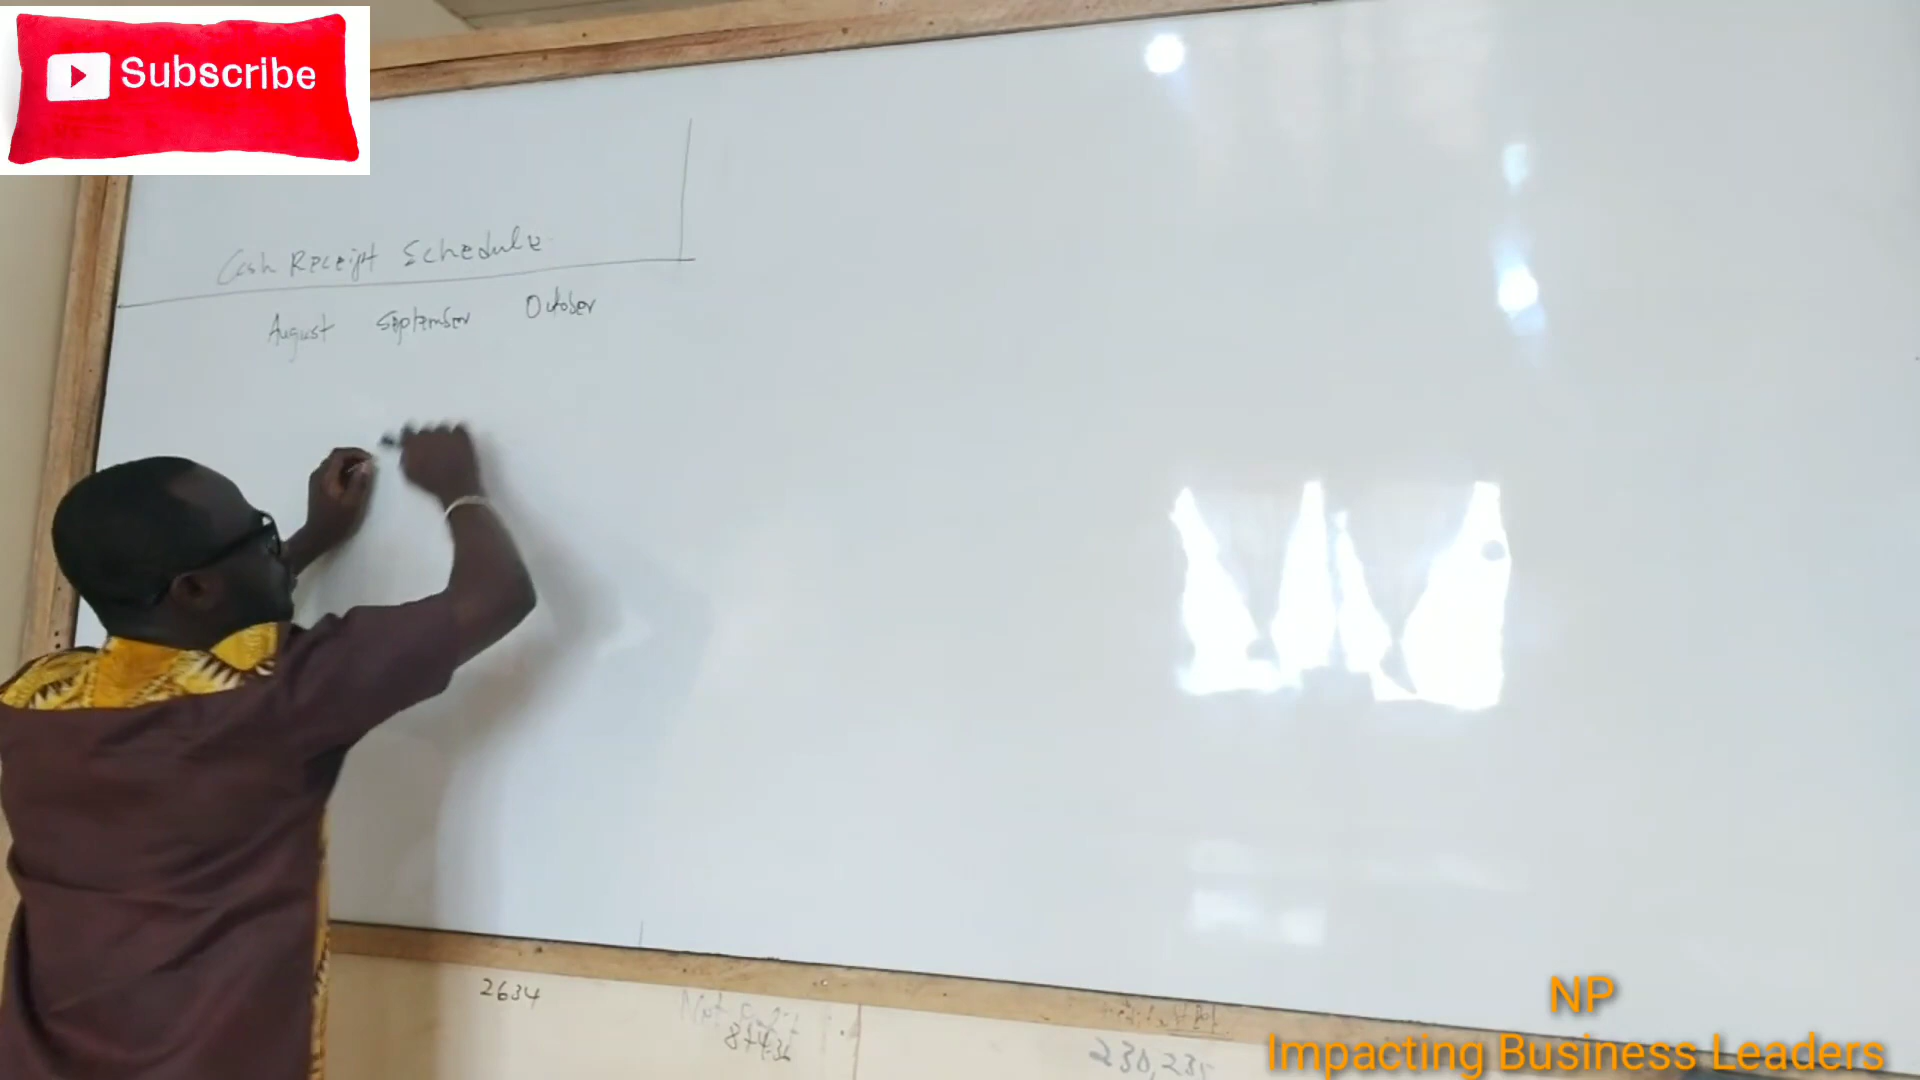 Subscribe
Cash Receipt Schedule
August September October
2634
230,235
NP
Impacting Business Leaders